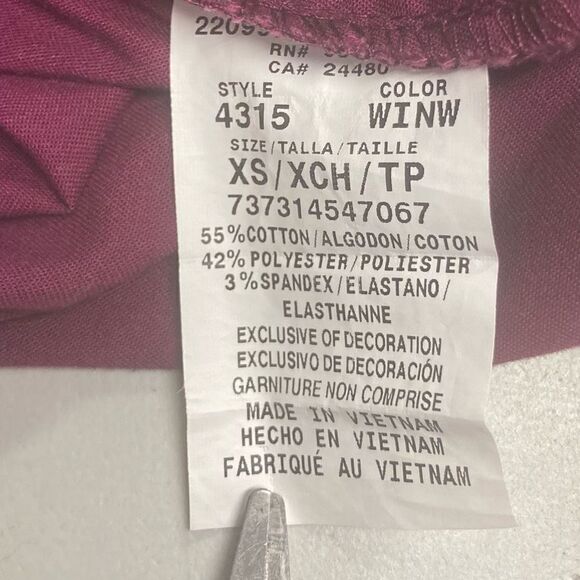 RN#
CA# 24480
STYLE COLOR
4315 WINW
SIZE/TALLA/TAILLE
XS/XCH/TP
737314547067
55%COTTON/ALGODON/COTON
42% POLYESTER/POLIESTER
3%SPANDEX/ELASTANO/
ELASTHANNE
EXCLUSIVE OF DECORATION
EXCLUSIVO DE DECORACIÓN
GARNITURE NON COMPRISE
MADE IN VIETNAM
HECHO EN VIETNAM
FABRIQUÉ AU VIETNAM